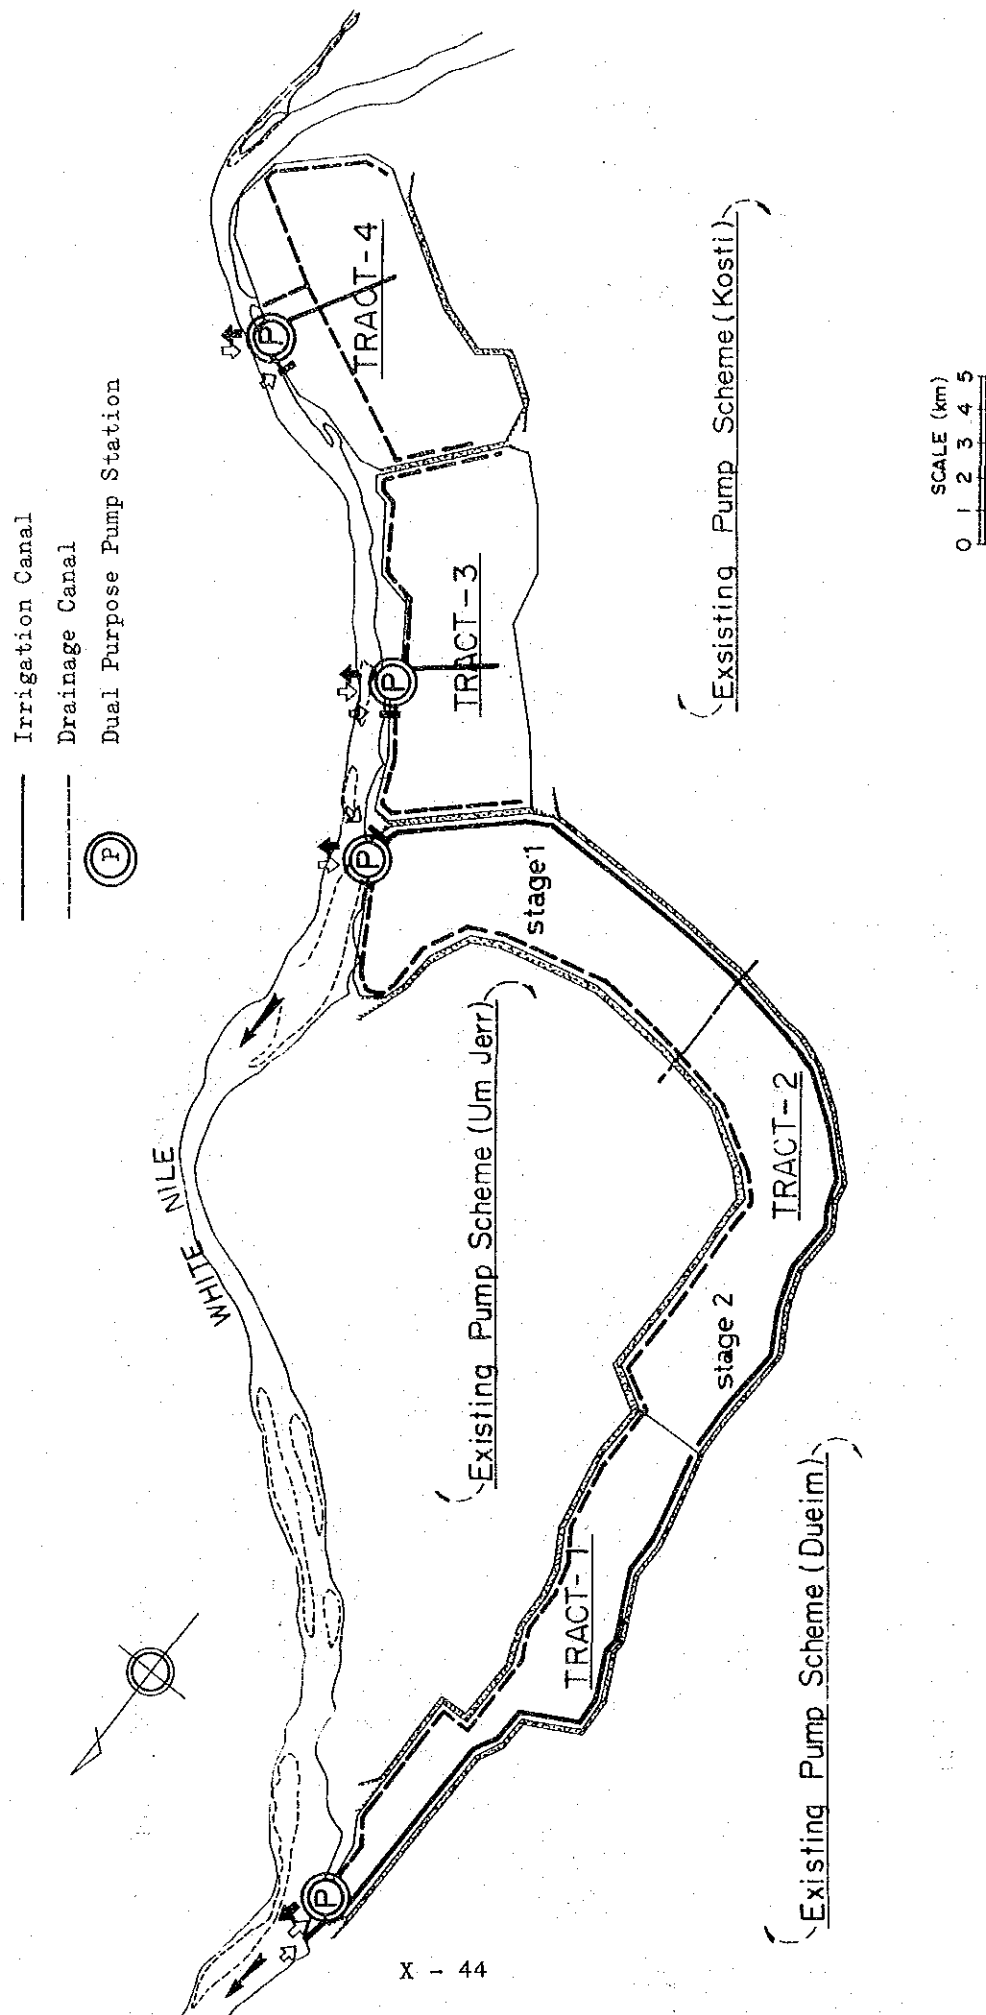 Irrigation Canal
Drainage Canal
P Dual Purpose Pump Station
WHITE NILE
P
P
P
P
TRACT-1
stage 2
TRACT-2
stage 1
TRACT-3
TRACT-4
Existing Pump Scheme (Um Jerr)
Existing Pump Scheme (Dueim)
Exsisting Pump Scheme (Kosti)
SCALE (km)
0 1 2 3 4 5
X - 44